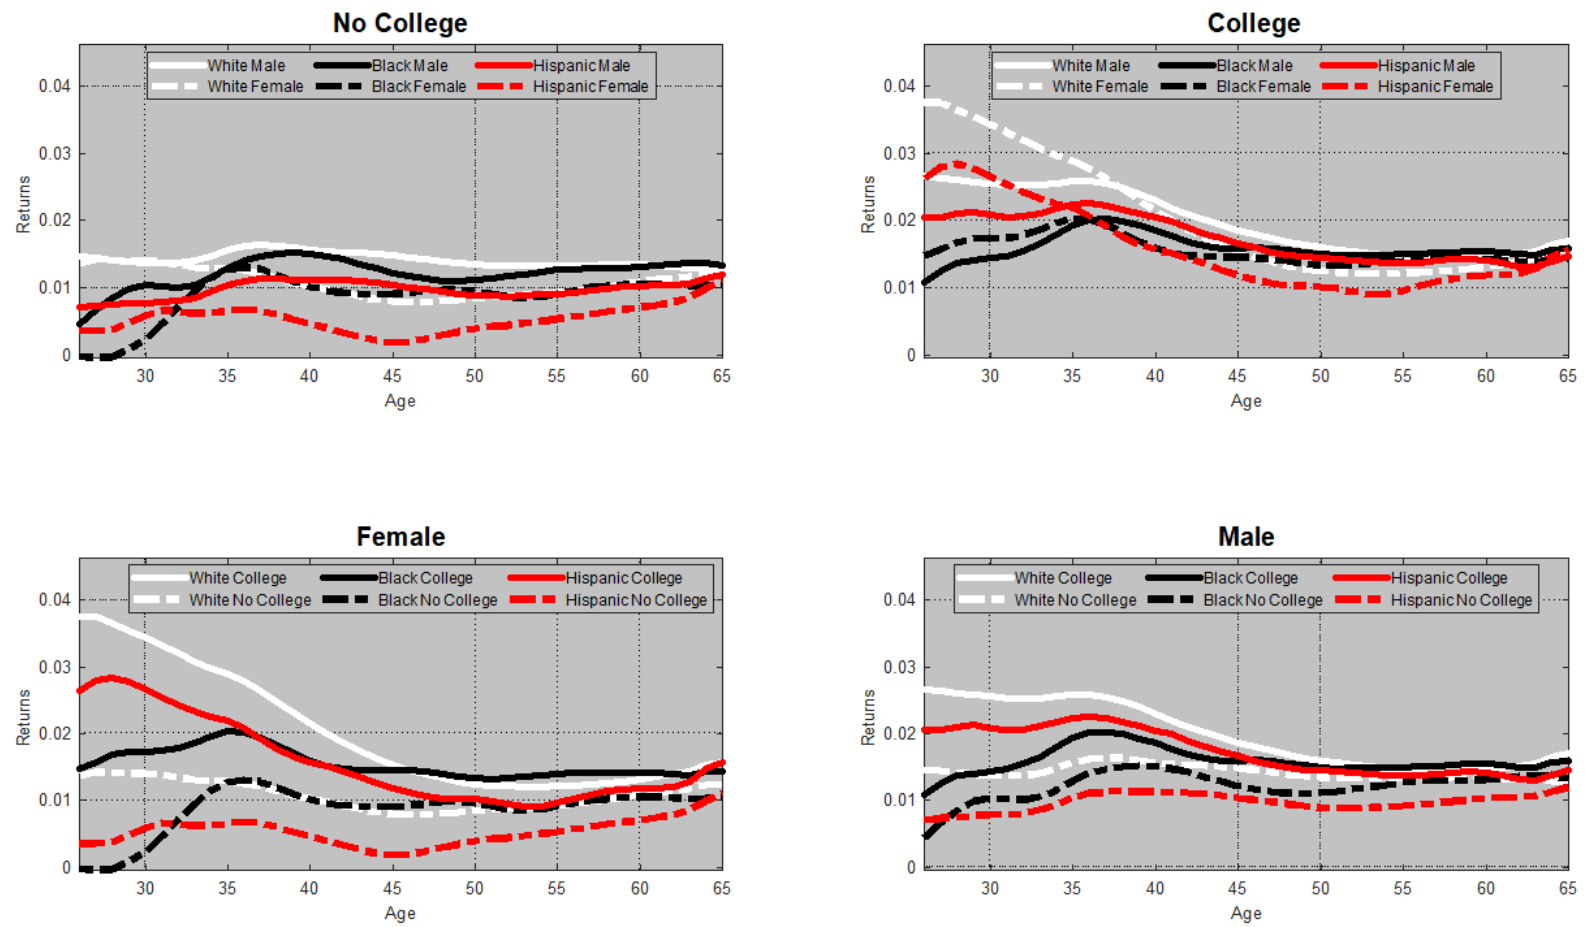 No College
White Male Black Male Hispanic Male
White Female Black Female Hispanic Female
0.04
0.03
0.02
0.01
0
Returns
30 35 40 45 50 55 60 65
Age
College
White Male Black Male Hispanic Male
White Female Black Female Hispanic Female
0.04
0.03
0.02
0.01
0
Returns
30 35 40 45 50 55 60 65
Age
Female
White College Black College Hispanic College
White No College Black No College Hispanic No College
0.04
0.03
0.02
0.01
0
Returns
30 35 40 45 50 55 60 65
Age
Male
White College Black College Hispanic College
White No College Black No College Hispanic No College
0.04
0.03
0.02
0.01
0
Returns
30 35 40 45 50 55 60 65
Age